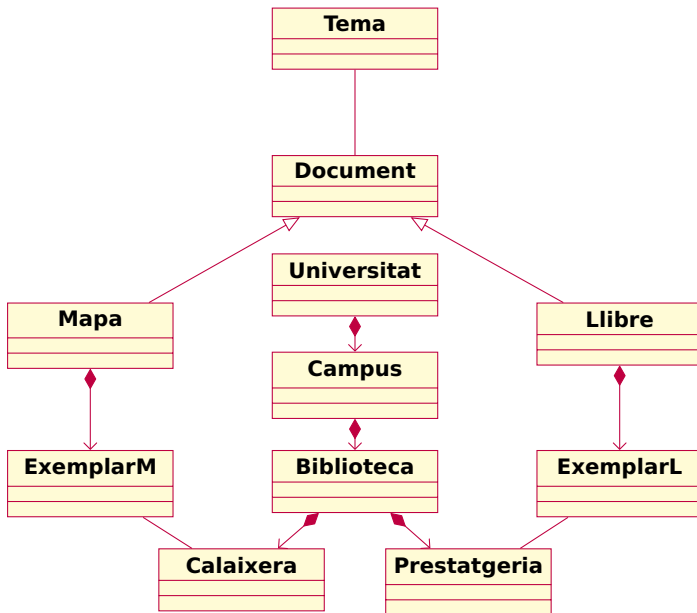 Tema
Document
Universitat
Mapa
Llibre
Campus
ExemplarM
Biblioteca
ExemplarL
Calaixera
Prestatgeria